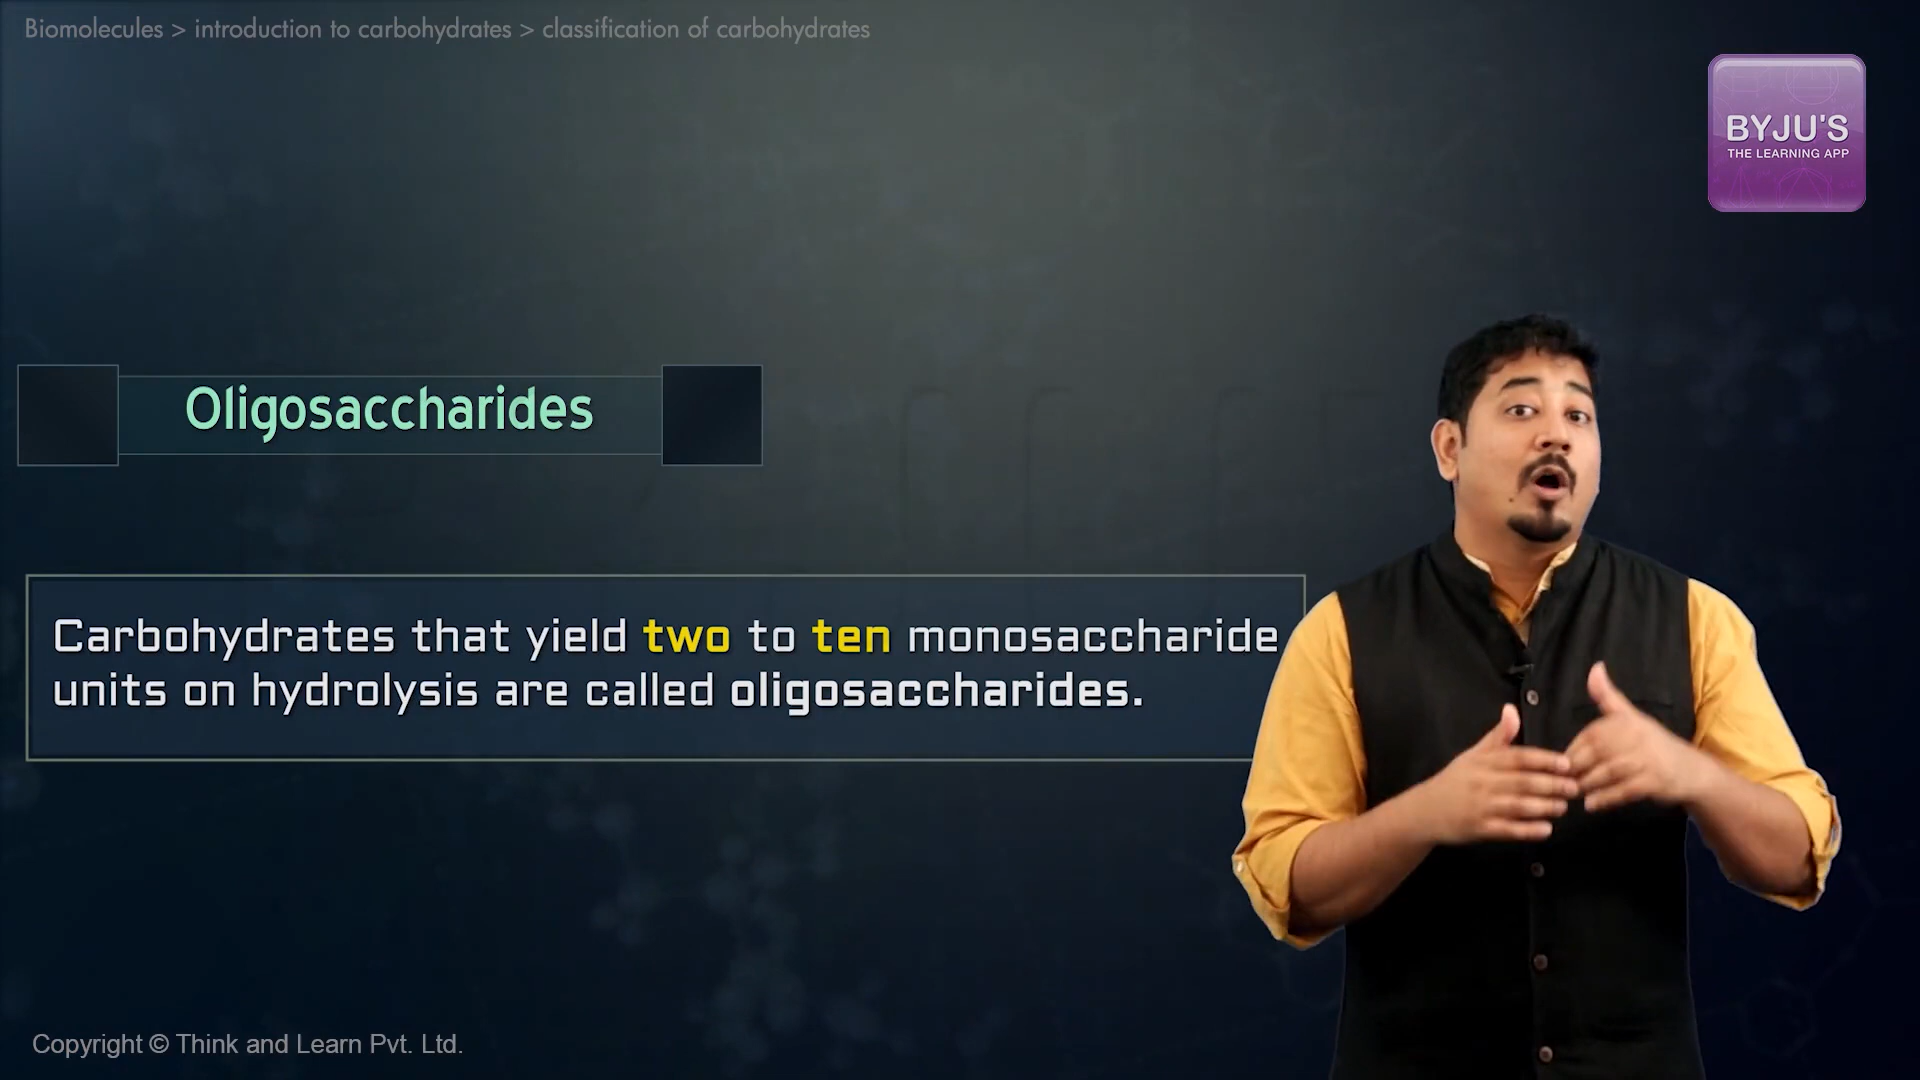 Biomolecules > introduction to carbohydrates > classification of carbohydrates
BYJU'S
THE LEARNING APP
Oligosaccharides
Carbohydrates that yield two to ten monosaccharide
units on hydrolysis are called oligosaccharides.
Copyright © Think and Learn Pvt. Ltd.